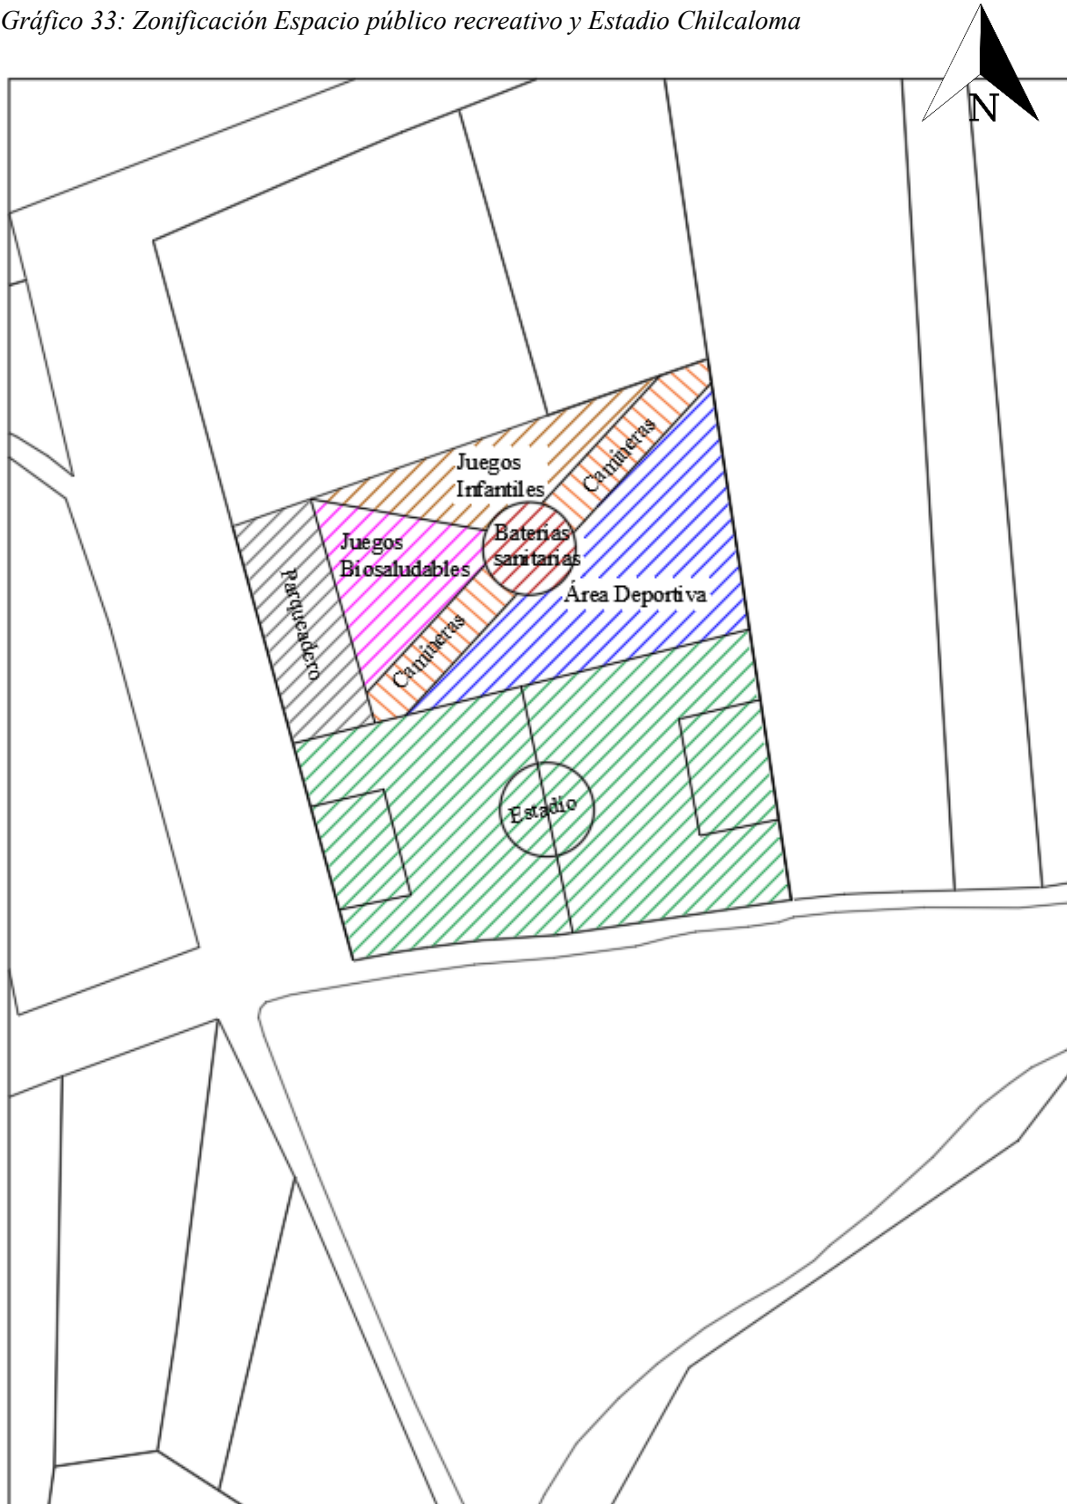 Gráfico 33: Zonificación Espacio público recreativo y Estadio Chilcaloma
N
Camineras
Juegos
Infantiles
Baterías
sanitarias
Juegos
Biosaludables
Parqueadero
Área Deportiva
Camineras
Estadio